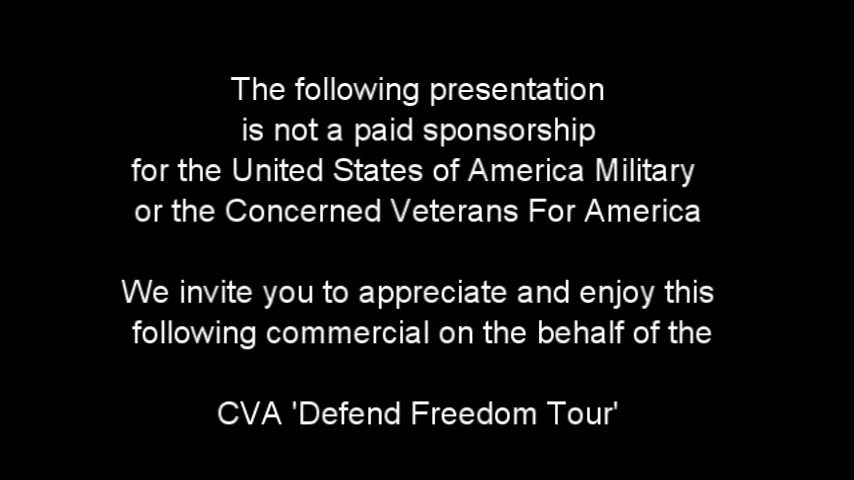 The following presentation
is not a paid sponsorship
for the United States of America Military
or the Concerned Veterans For America
We invite you to appreciate and enjoy this
following commercial on the behalf of the
CVA 'Defend Freedom Tour'